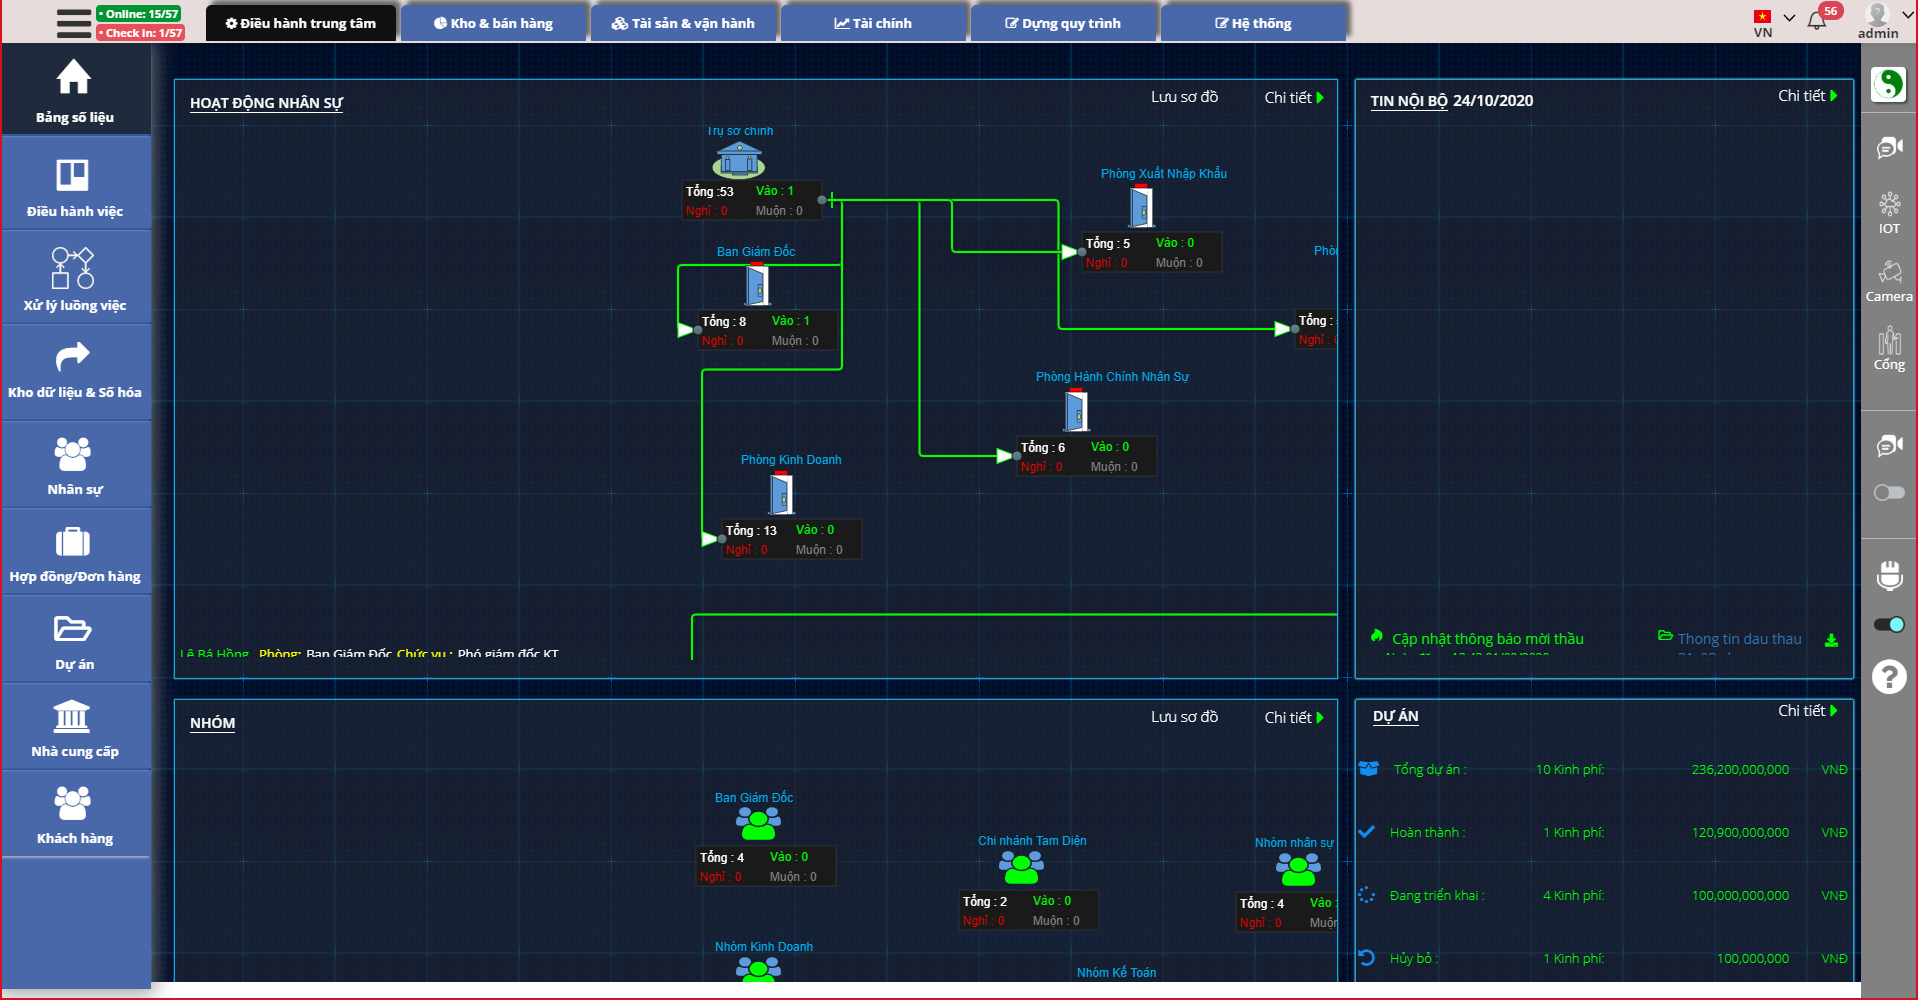 • Online: 15/57
• Check in: 1/57
Điều hành trung tâm
Kho & bán hàng
Tài sản & vận hành
Tài chính
Dựng quy trình
Hệ thống
VN
56
admin
Bảng số liệu
Điều hành việc
Xử lý luồng việc
Kho dữ liệu & Số hóa
Nhân sự
Hợp đồng/Đơn hàng
Dự án
Nhà cung cấp
Khách hàng
HOẠT ĐỘNG NHÂN SỰ
Lưu sơ đồ
Chi tiết
Trụ sở chính
Tổng :53 Vào : 1
Nghỉ : 0 Muộn : 0
Phòng Xuất Nhập Khẩu
Tổng : 5 Vào : 0
Nghỉ : 0 Muộn : 0
Ban Giám Đốc
Tổng : 8 Vào : 1
Nghỉ : 0 Muộn : 0
Tổng :
Phòng Hành Chính Nhân Sự
Tổng : 6 Vào : 0
Nghỉ : 0 Muộn : 0
Phòng Kinh Doanh
Tổng : 13 Vào : 0
Nghỉ : 0 Muộn : 0
Lê Bá Hồng Phòng: Ban Giám Đốc Chức vụ : Phó giám đốc KT
TIN NỘI BỘ 24/10/2020
Chi tiết
Cập nhật thông báo mời thầu
Thong tin dau thau
IOT
Camera
Cổng
NHÓM
Lưu sơ đồ
Chi tiết
Ban Giám Đốc
Tổng : 4 Vào : 0
Nghỉ : 0 Muộn : 0
Chi nhánh Tam Diện
Tổng : 2 Vào : 0
Nghỉ : 0 Muộn : 0
Nhóm nhân sự
Tổng : 4 Vào :
Nghỉ : 0
Nhóm Kinh Doanh
Nhóm Kế Toán
DỰ ÁN
Chi tiết
Tổng dự án : 10 Kinh phí: 236,200,000,000 VNĐ
Hoàn thành : 1 Kinh phí: 120,900,000,000 VNĐ
Đang triển khai : 4 Kinh phí: 100,000,000,000 VNĐ
Hủy bỏ : 1 Kinh phí: 100,000,000 VNĐ